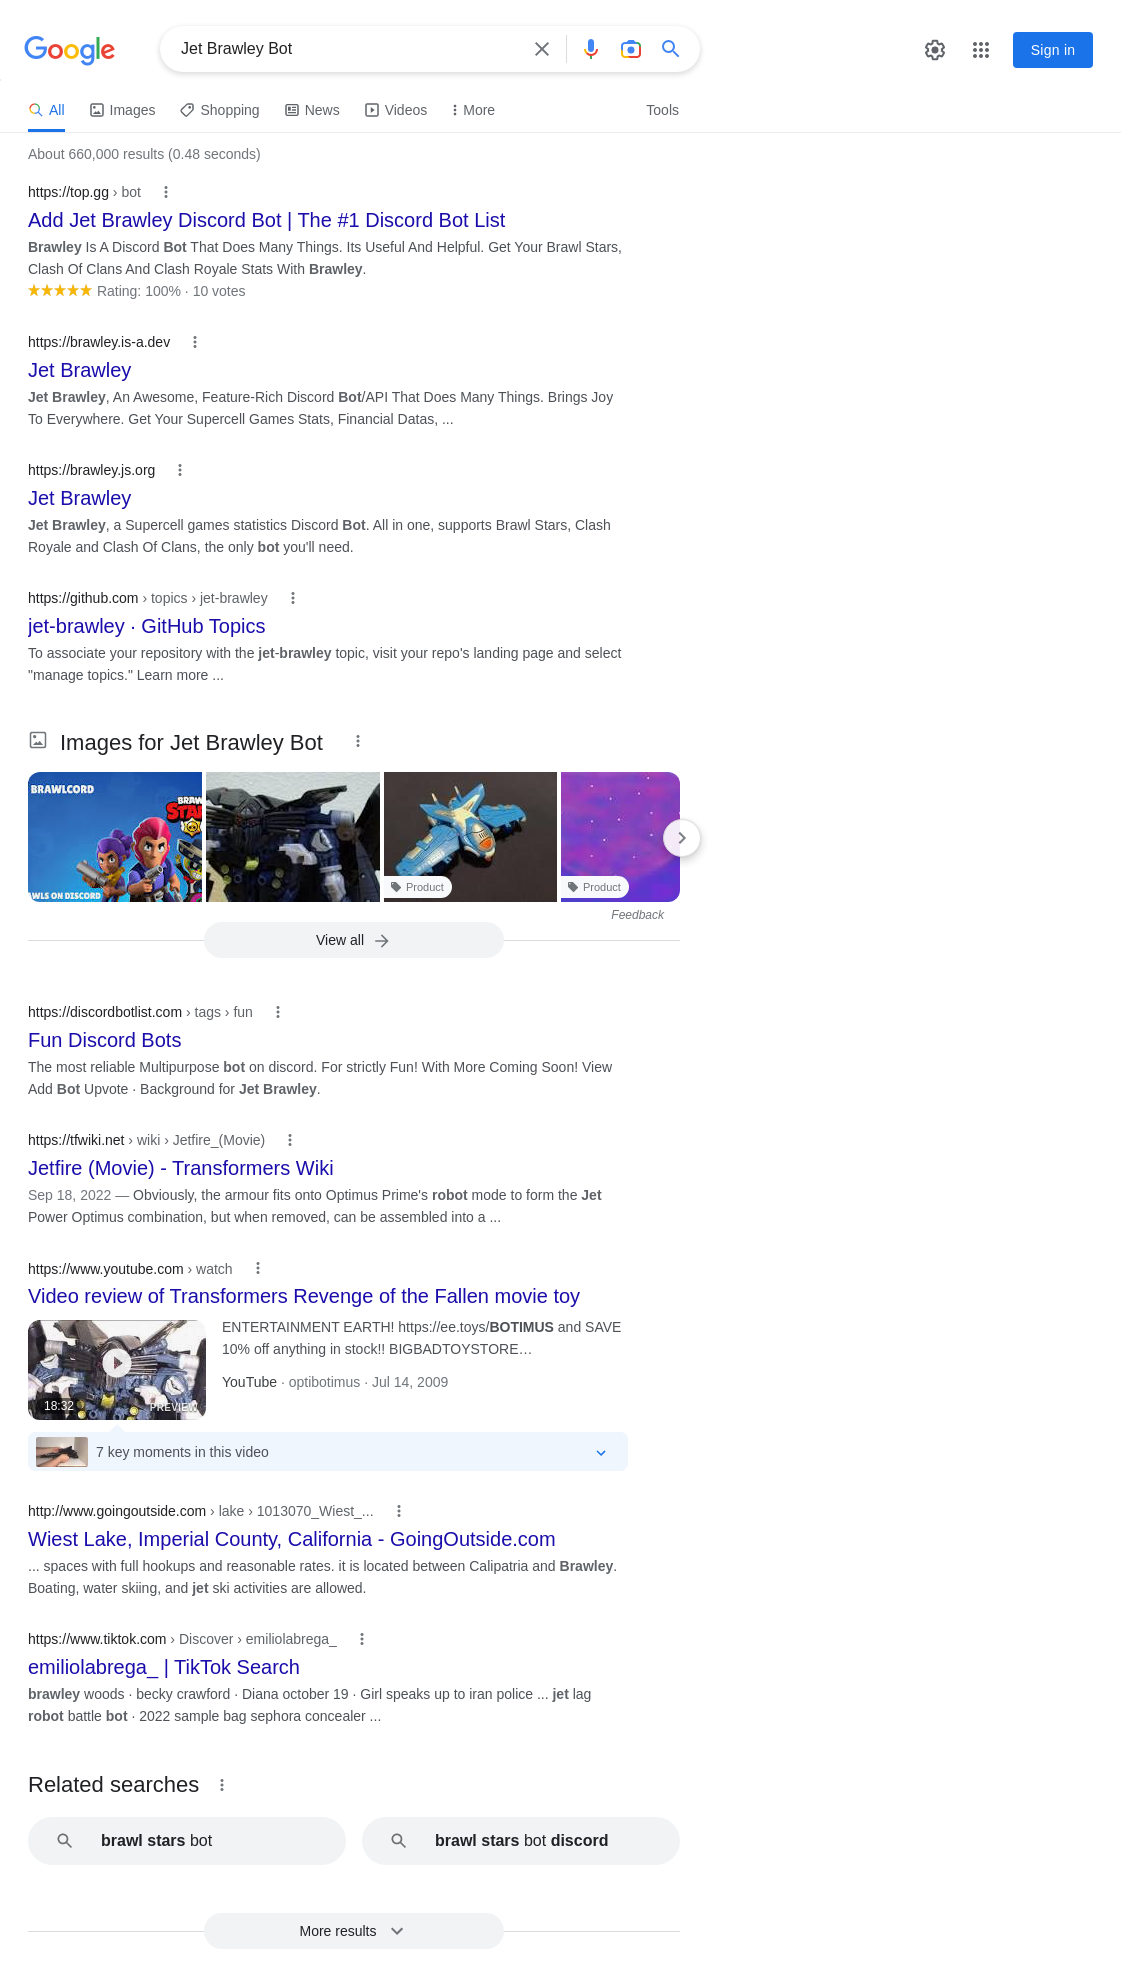 Google
Jet Brawley Bot
Sign in
All
Images
Shopping
News
Videos
More
Tools
About 660,000 results (0.48 seconds)
https://top.gg › bot
Add Jet Brawley Discord Bot | The #1 Discord Bot List
Brawley Is A Discord Bot That Does Many Things. Its Useful And Helpful. Get Your Brawl Stars,
Clash Of Clans And Clash Royale Stats With Brawley.
Rating: 100% · 10 votes
https://brawley.is-a.dev
Jet Brawley
Jet Brawley, An Awesome, Feature-Rich Discord Bot/API That Does Many Things. Brings Joy
To Everywhere. Get Your Supercell Games Stats, Financial Datas, ...
https://brawley.js.org
Jet Brawley
Jet Brawley, a Supercell games statistics Discord Bot. All in one, supports Brawl Stars, Clash
Royale and Clash Of Clans, the only bot you'll need.
https://github.com › topics › jet-brawley
jet-brawley · GitHub Topics
To associate your repository with the jet-brawley topic, visit your repo's landing page and select
"manage topics." Learn more ...
Images for Jet Brawley Bot
BRAWLCORD
BRAW
STA
AWLS ON DISCORD
Product
Product
Feedback
View all
https://discordbotlist.com › tags › fun
Fun Discord Bots
The most reliable Multipurpose bot on discord. For strictly Fun! With More Coming Soon! View
Add Bot Upvote · Background for Jet Brawley.
https://tfwiki.net › wiki › Jetfire_(Movie)
Jetfire (Movie) - Transformers Wiki
Sep 18, 2022 — Obviously, the armour fits onto Optimus Prime's robot mode to form the Jet
Power Optimus combination, but when removed, can be assembled into a ...
https://www.youtube.com › watch
Video review of Transformers Revenge of the Fallen movie toy
ENTERTAINMENT EARTH! https://ee.toys/BOTIMUS and SAVE
10% off anything in stock!! BIGBADTOYSTORE…
YouTube · optibotimus · Jul 14, 2009
18:32
PREVIEW
7 key moments in this video
http://www.goingoutside.com › lake › 1013070_Wiest_...
Wiest Lake, Imperial County, California - GoingOutside.com
... spaces with full hookups and reasonable rates. it is located between Calipatria and Brawley.
Boating, water skiing, and jet ski activities are allowed.
https://www.tiktok.com › Discover › emiliolabrega_
emiliolabrega_ | TikTok Search
brawley woods · becky crawford · Diana october 19 · Girl speaks up to iran police ... jet lag
robot battle bot · 2022 sample bag sephora concealer ...
Related searches
brawl stars bot
brawl stars bot discord
More results